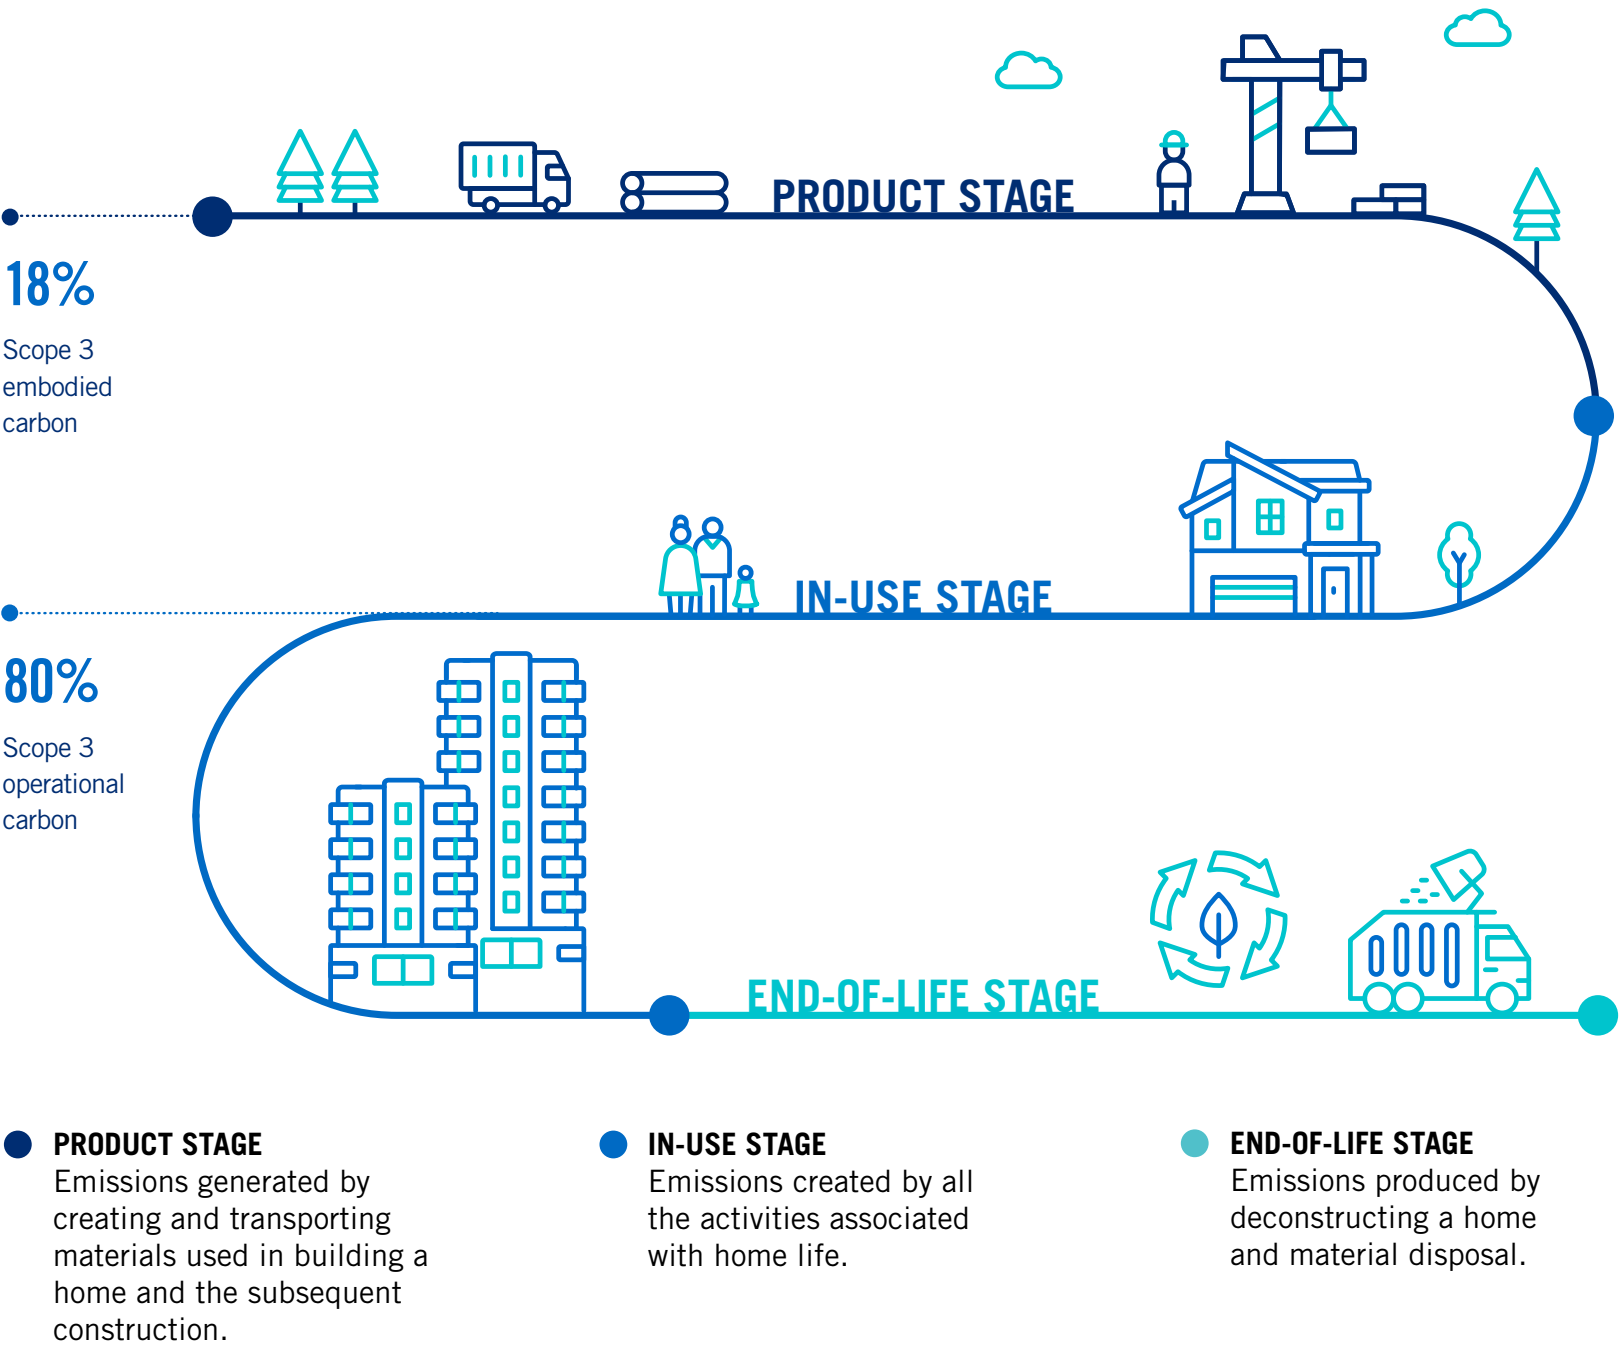 PRODUCT STAGE
18%
Scope 3
embodied
carbon
IN-USE STAGE
80%
Scope 3
operational
carbon
END-OF-LIFE STAGE
PRODUCT STAGE
Emissions generated by
creating and transporting
materials used in building a
home and the subsequent
construction.
IN-USE STAGE
Emissions created by all
the activities associated
with home life.
END-OF-LIFE STAGE
Emissions produced by
deconstructing a home
and material disposal.